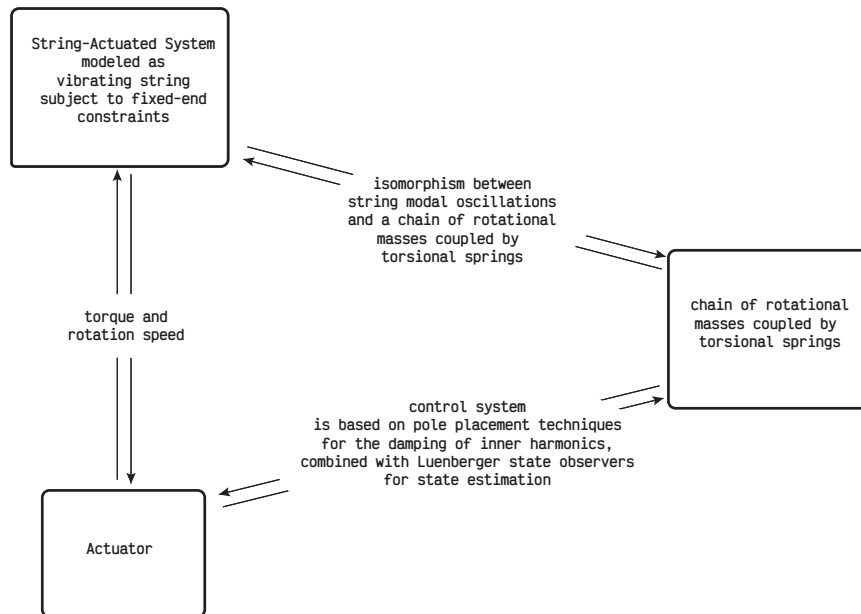 String-Actuated System
modeled as
vibrating string
subject to fixed-end
constraints
isomorphism between
string modal oscillations
and a chain of rotational
masses coupled by
torsional springs
chain of rotational
masses coupled by
torsional springs
torque and
rotation speed
control system
is based on pole placement techniques
for the damping of inner harmonics,
combined with Luenberger state observers
for state estimation
Actuator